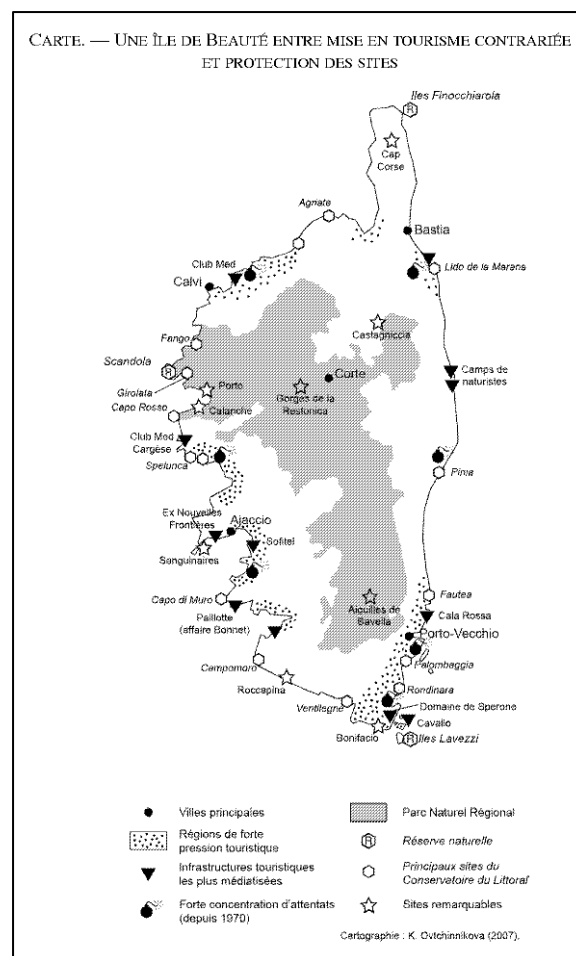 CARTE. — UNE ÎLE DE BEAUTÉ ENTRE MISE EN TOURISME CONTRARIÉE
ET PROTECTION DES SITES
Iles Finocchiarola
R
Cap
Corse
Agriate
Bastia
Club Med
Lido de la Marana
Calvi
Castagniccia
Fango
Scandola
R
Corte
Camps de
naturistes
Girolata
Porto
Gorges de la
Restonica
Capo Rosso
Calanche
Club Med
Cargèse
Spelunca
Pinia
Ex Nouvelles
Frontières
Ajaccio
Sofitel
Sanguinaires
Capo di Muro
Fautea
Aiguilles de
Bavella
Cala Rossa
Paillotte
(affaire Bonnet)
Porto-Vecchio
Campomoro
Palombaggia
Roccapina
Rondinara
Ventilegne
Domaine de Sperone
Cavallo
Bonifacio
R
Iles Lavezzi
Villes principales
Parc Naturel Régional
Régions de forte
pression touristique
R
Réserve naturelle
Infrastructures touristiques
les plus médiatisées
Principaux sites du
Conservatoire du Littoral
Forte concentration d'attentats
(depuis 1970)
Sites remarquables
Cartographie : K. Ovtchinnikova (2007).